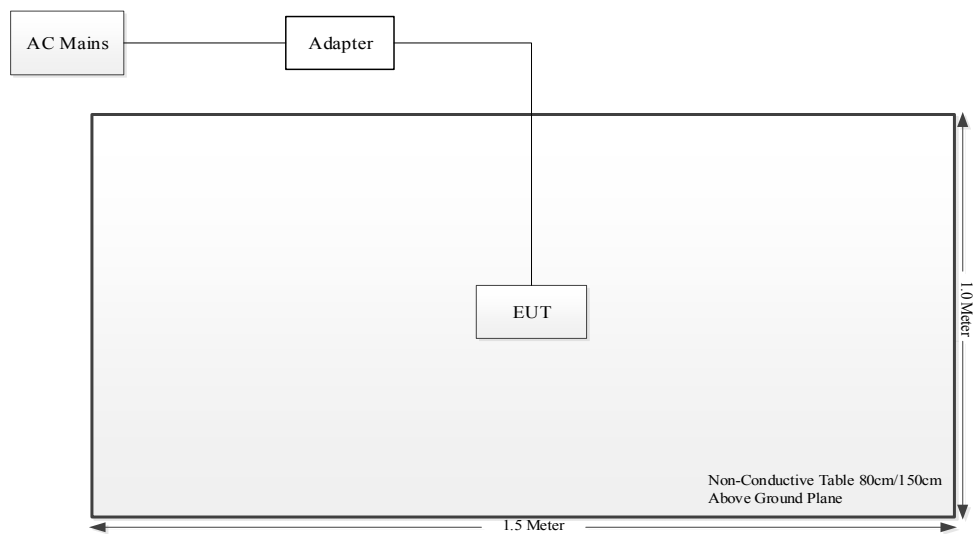 AC Mains
Adapter
EUT
1.0 Meter
Non-Conductive Table 80cm/150cm
Above Ground Plane
1.5 Meter